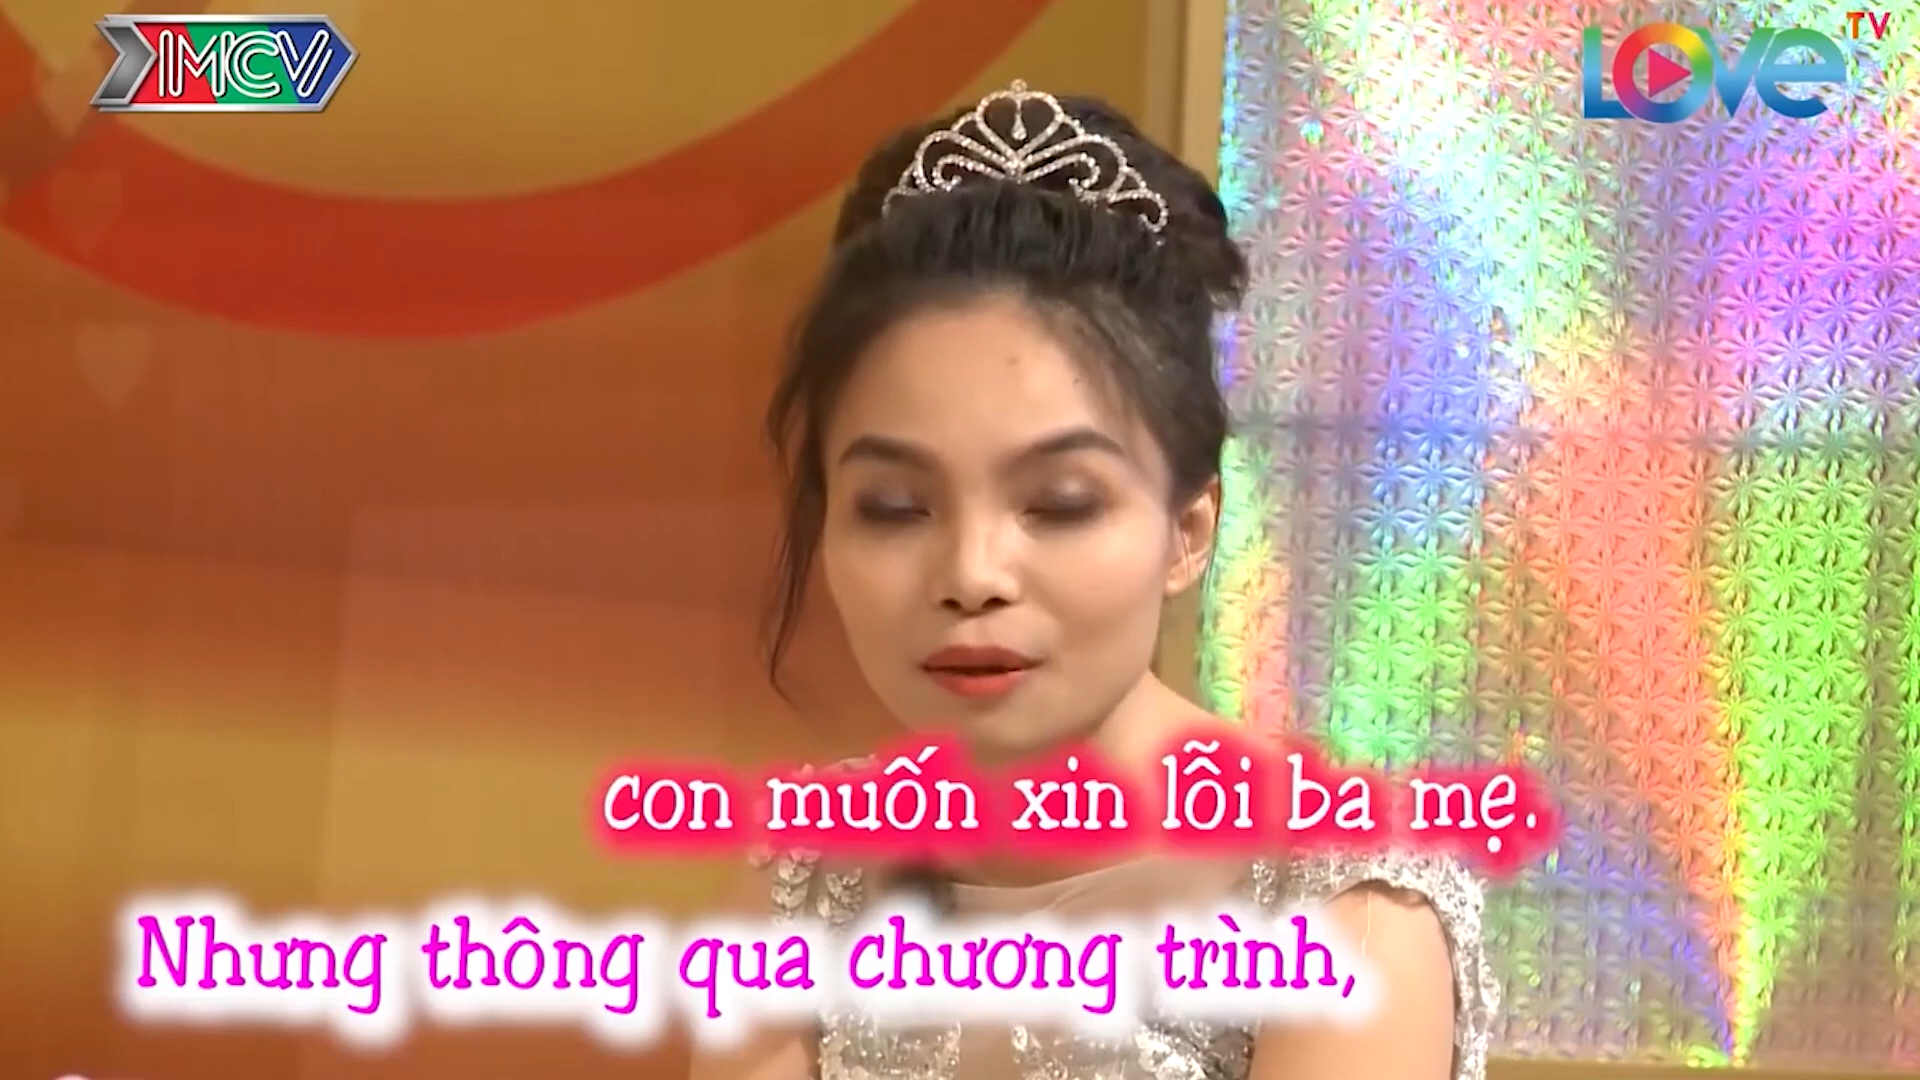 MCV
LOVE TV
con muốn xin lỗi ba mẹ.
Nhưng thông qua chương trình,